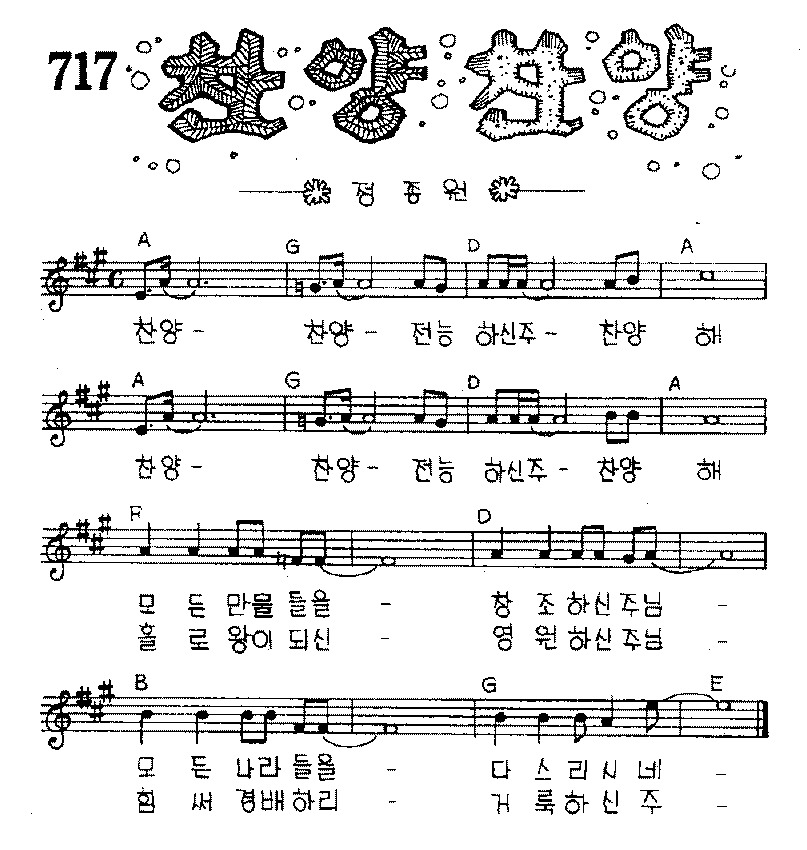 717 찬양 찬양
정종원
A G D A
찬양 - 찬양 - 전능 하신주 - 찬양 해
A G D A
찬양 - 찬양 - 전능 하신주 - 찬양 해
F D
모든 만물들을 - 창조하신주님 -
홀로 왕이 되신 - 영원하신주님 -
B G E
모든 나라들을 - 다스리시네 -
힘써 경배하리 - 거룩하신주 -